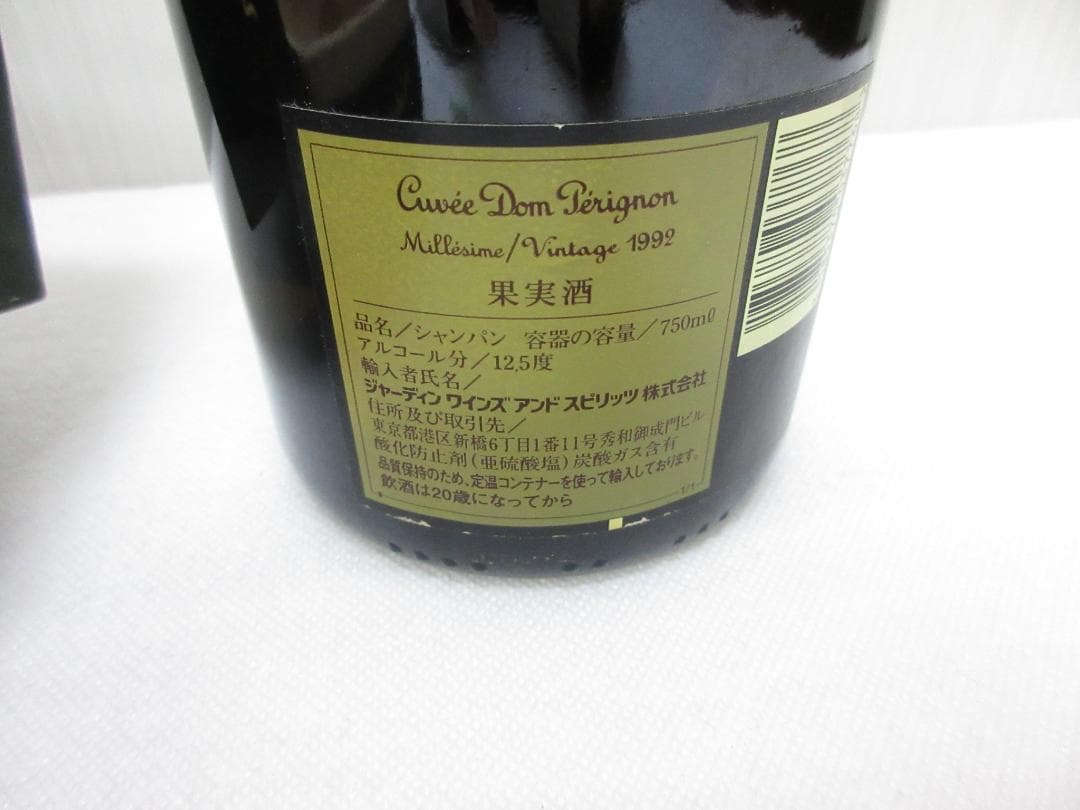 Cuvée Dom Pérignon
Millésime/Vintage 1992
果実酒
品名／シャンパン 容器の容量／750mℓ
アルコール分／12.5度
輸入者氏名／
ジャーディン ワインズ アンド スピリッツ 株式会社
住所及び取引先／
東京都港区新橋6丁目1番11号秀和御成門ビル
酸化防止剤(亜硫酸塩)炭酸ガス含有
品質保持のため、定温コンテナーを使って輸入しております。
飲酒は20歳になってから
1/1